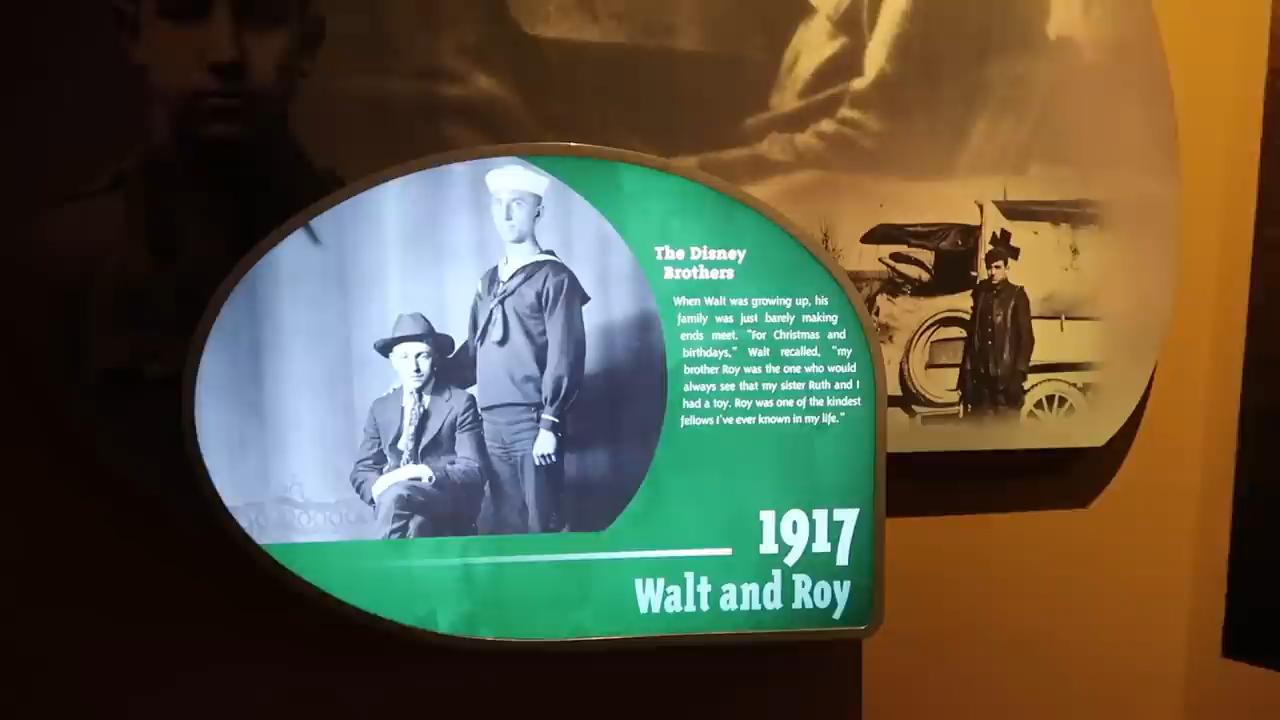 The Disney
Brothers
When Walt was growing up, his
family was just barely making
ends meet. "For Christmas and
birthdays," Walt recalled, "my
brother Roy was the one who would
always see that my sister Ruth and I
had a toy. Roy was one of the kindest
fellows I've ever known in my life."
1917
Walt and Roy